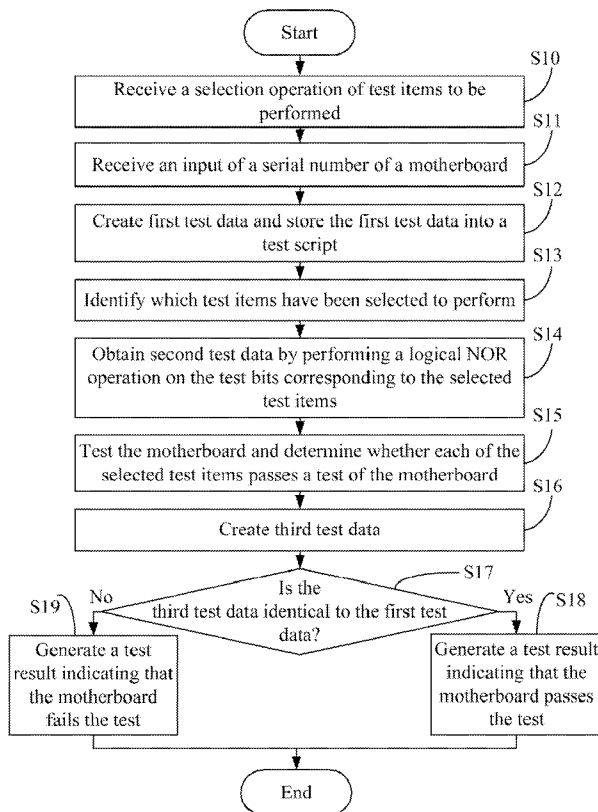 Start
S10
Receive a selection operation of test items to be
performed
S11
Receive an input of a serial number of a motherboard
S12
Create first test data and store the first test data into a
test script
S13
Identify which test items have been selected to perform
S14
Obtain second test data by performing a logical NOR
operation on the test bits corresponding to the selected
test items
S15
Test the motherboard and determine whether each of the
selected test items passes a test of the motherboard
S16
Create third test data
S17
Is the
third test data identical to the first test
data?
No
Yes
S19
Generate a test
result indicating that
the motherboard
fails the test
S18
Generate a test result
indicating that the
motherboard passes
the test
End